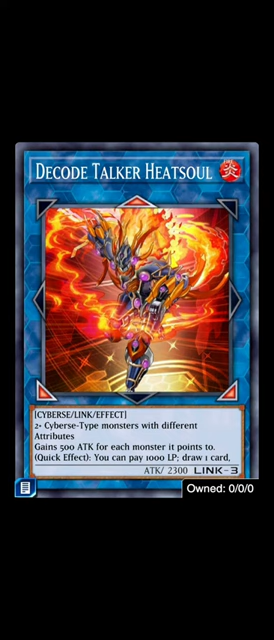 DECODE TALKER HEATSOUL
炎
[CYBERSE/LINK/EFFECT]
2+ Cyberse-Type monsters with different
Attributes
Gains 500 ATK for each monster it points to.
(Quick Effect): You can pay 1000 LP; draw 1 card,
ATK/ 2300 LINK-3
Owned: 0/0/0